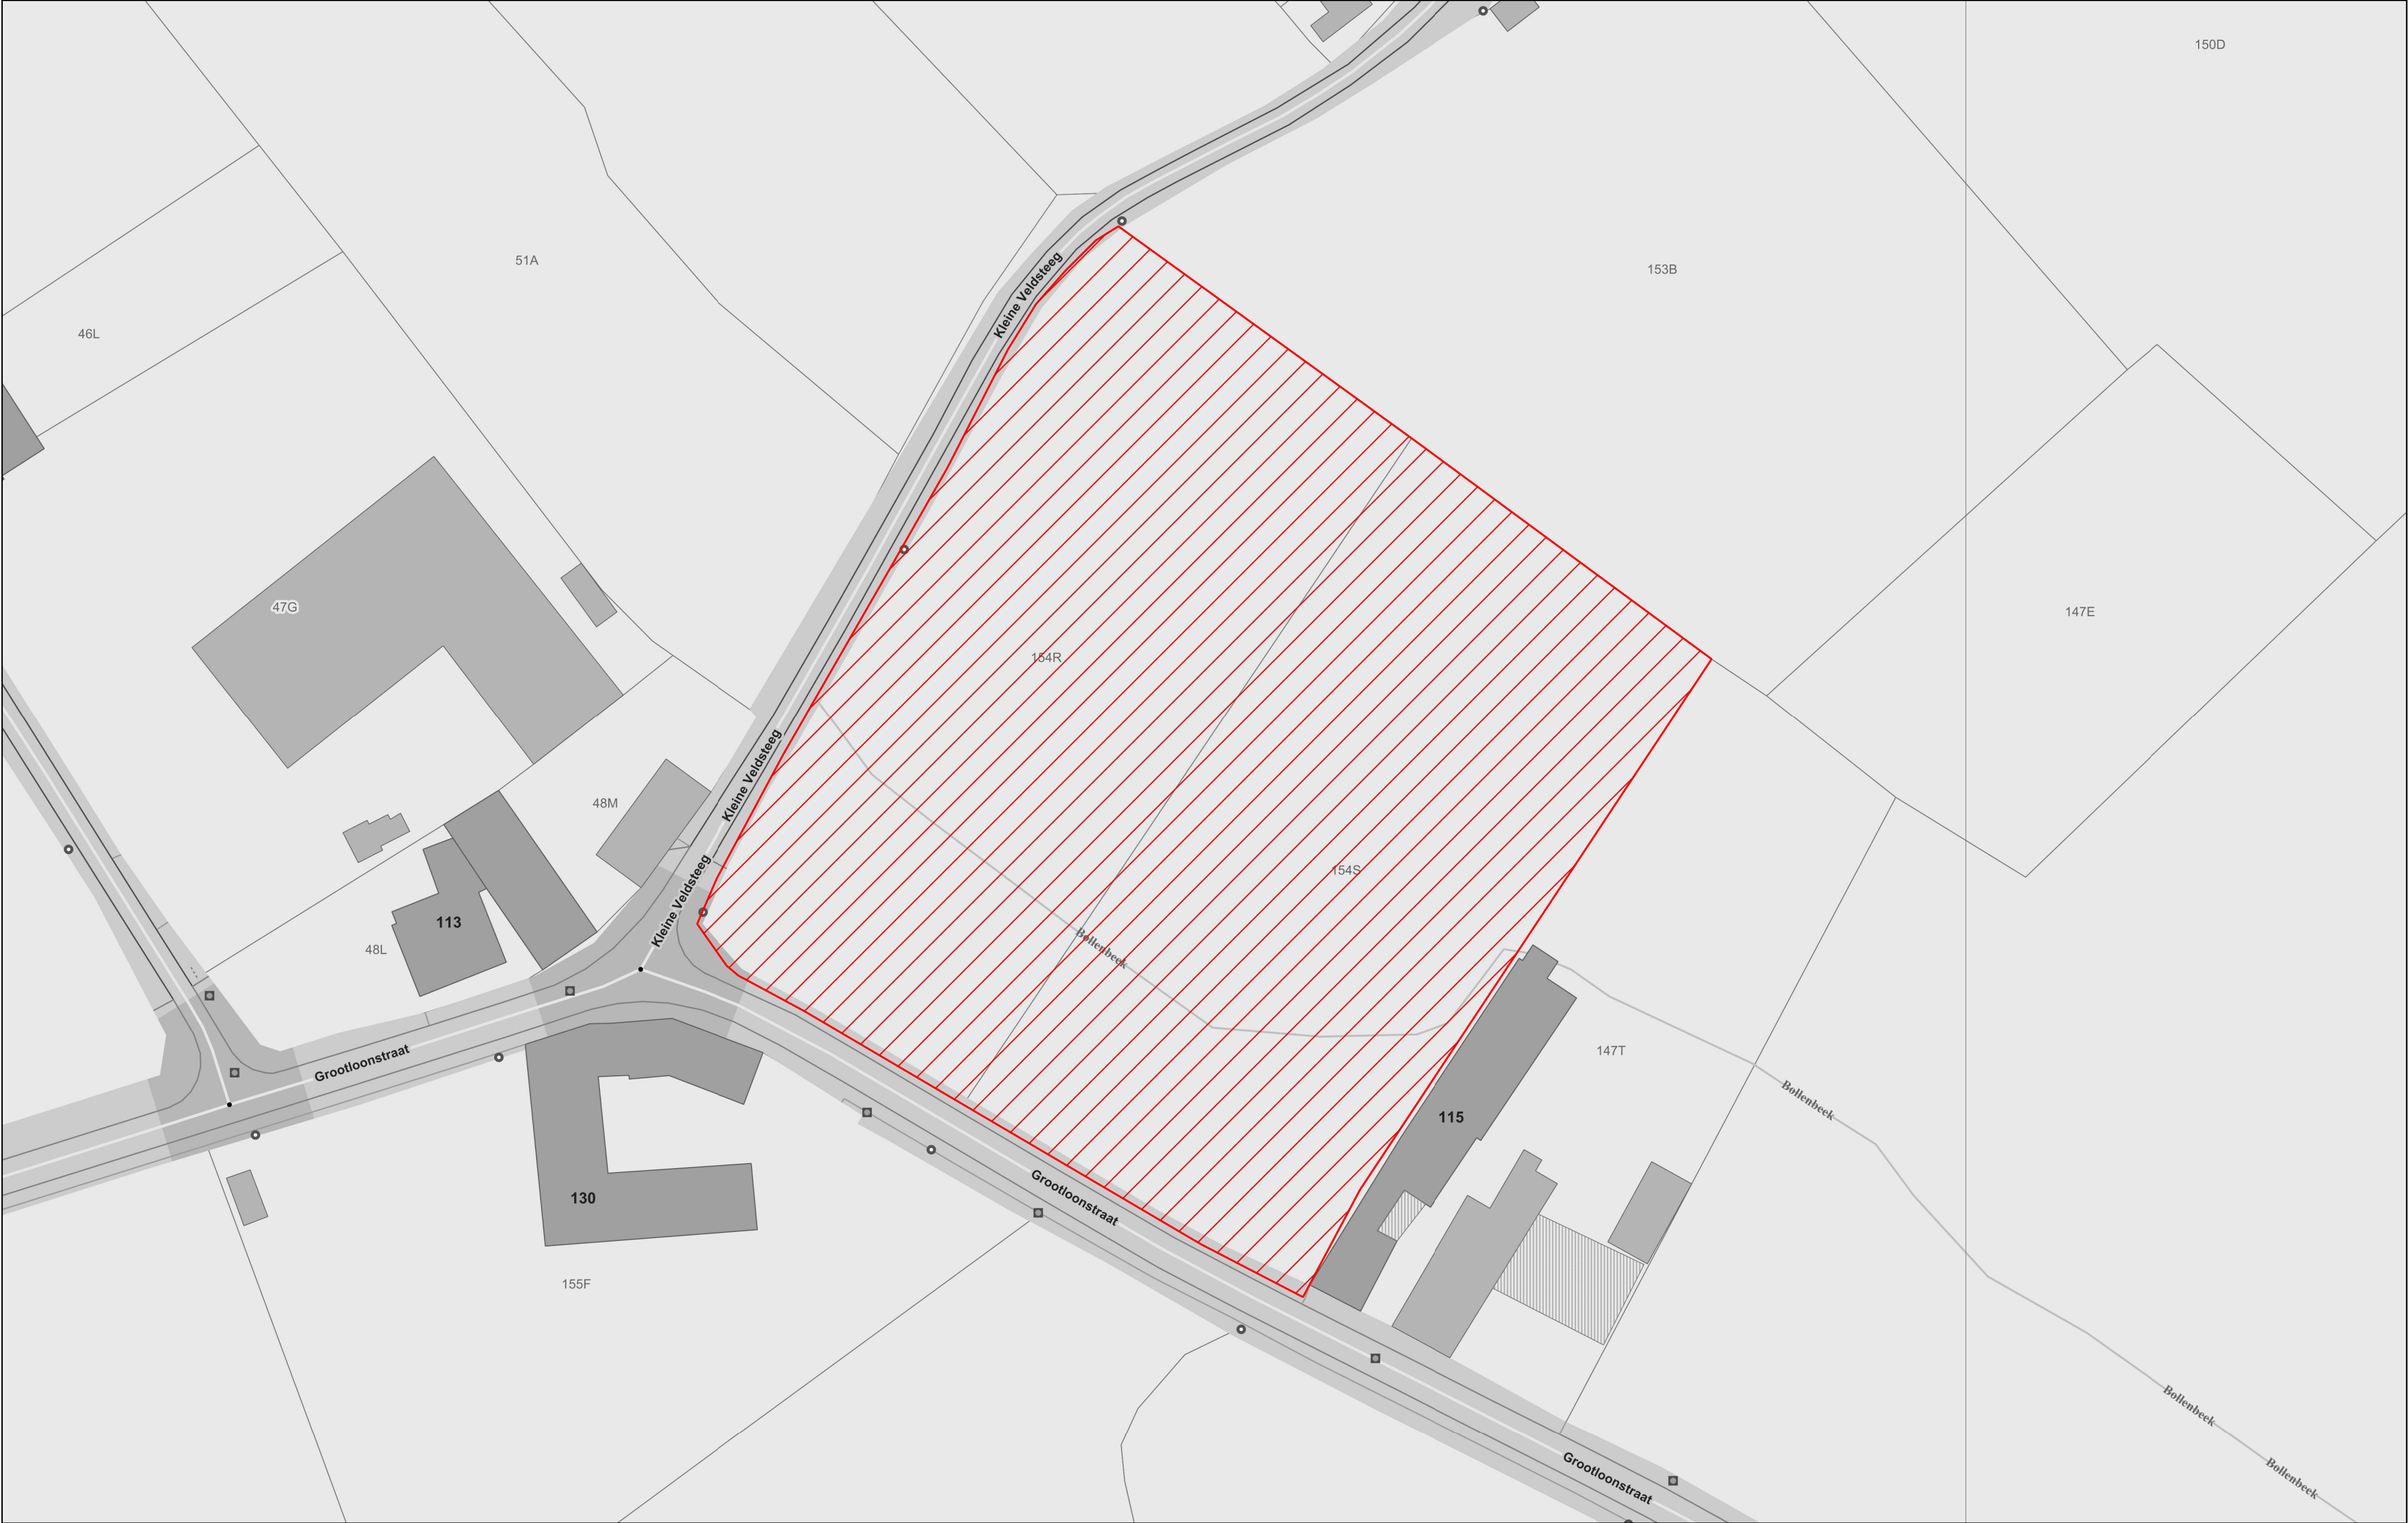 150D
51A
153B
Kleine Veldsteeg
46L
47G
147E
154R
Kleine Veldsteeg
48M
154S
Kleine Veldsteeg
113
48L
Bollenbeek
147T
Grootloonstraat
Bollenbeek
115
130
Grootloonstraat
155F
Bollenbeek
Grootloonstraat
Bollenbeek